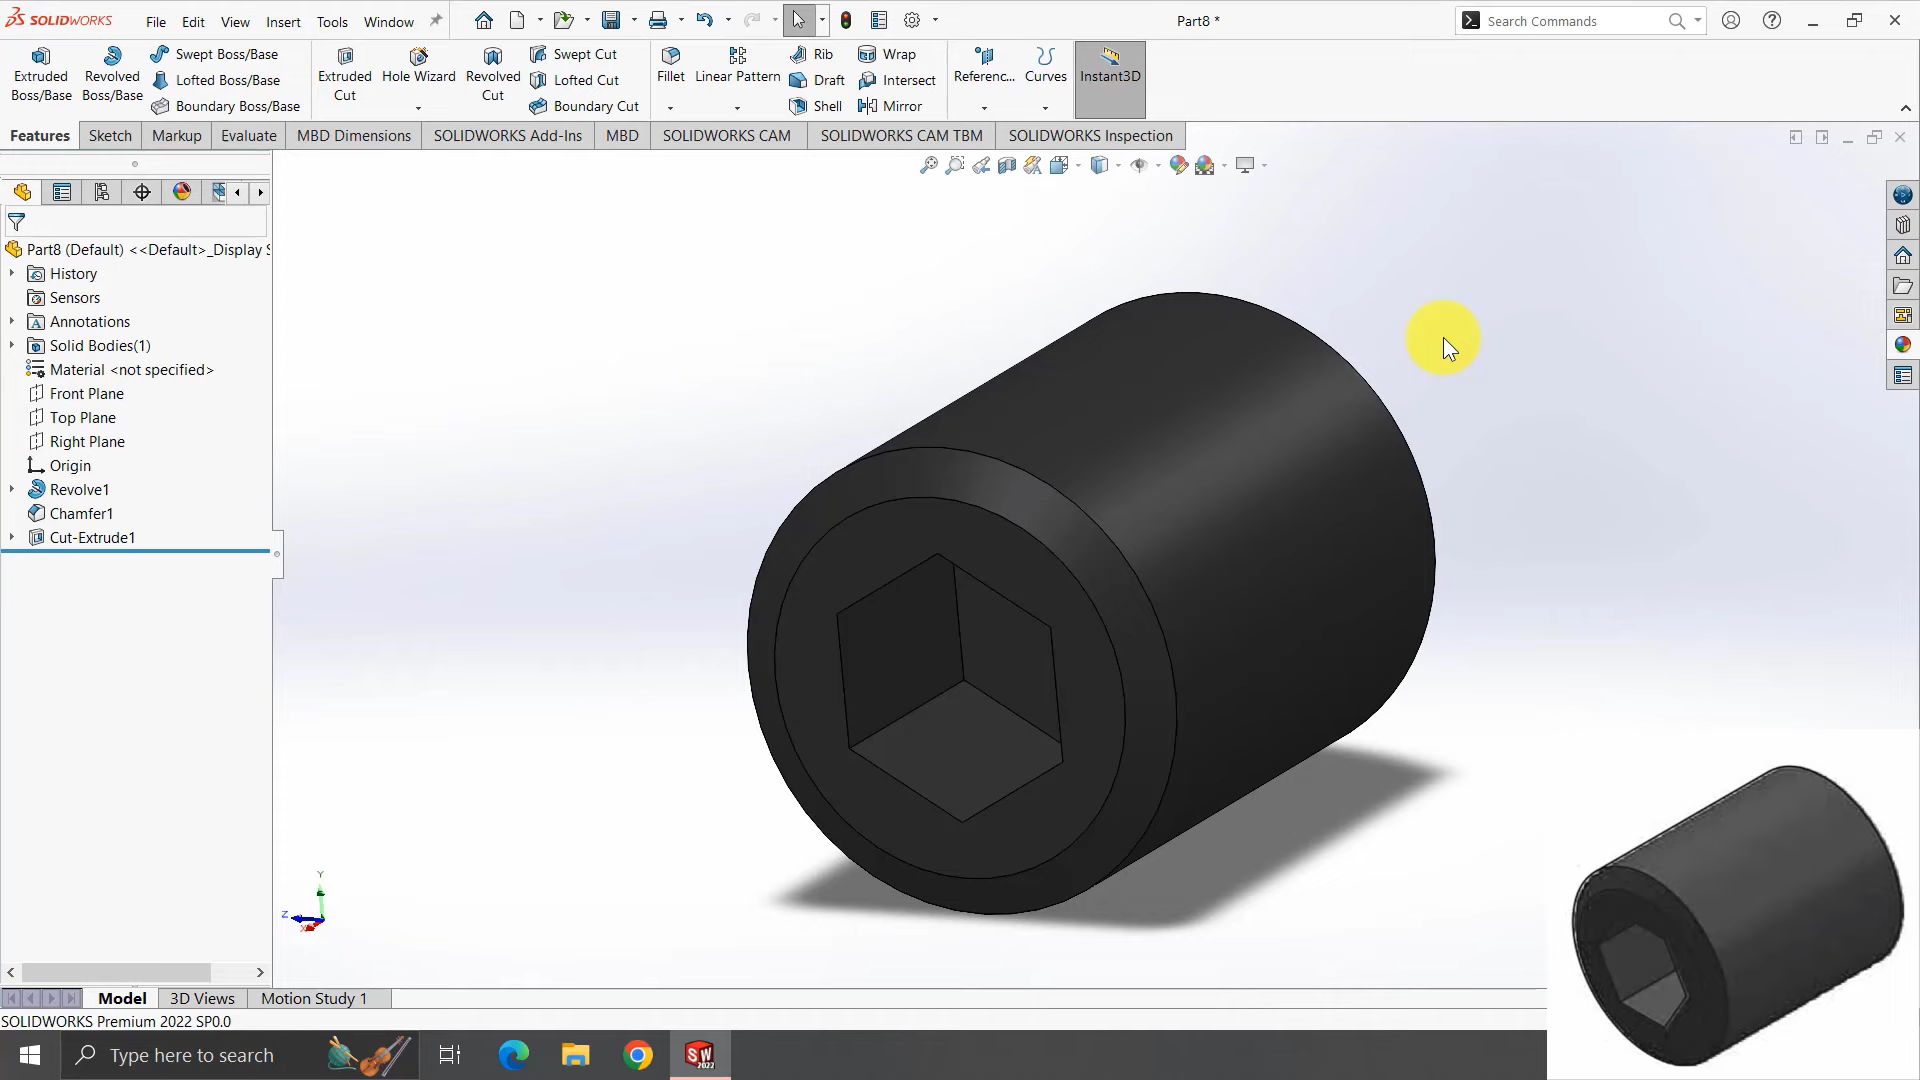 SOLIDWORKS File Edit View Insert Tools Window Part8 * Search Commands
Extruded Boss/Base
Revolved Boss/Base
Swept Boss/Base
Lofted Boss/Base
Boundary Boss/Base
Extruded Cut
Hole Wizard
Revolved Cut
Swept Cut
Lofted Cut
Boundary Cut
Fillet
Linear Pattern
Rib
Draft
Shell
Wrap
Intersect
Mirror
Referenc...
Curves
Instant3D
Features Sketch Markup Evaluate MBD Dimensions SOLIDWORKS Add-Ins MBD SOLIDWORKS CAM SOLIDWORKS CAM TBM SOLIDWORKS Inspection
Part8 (Default) <<Default>_Display S
History
Sensors
Annotations
Solid Bodies(1)
Material <not specified>
Front Plane
Top Plane
Right Plane
Origin
Revolve1
Chamfer1
Cut-Extrude1
Y
Z
X
Model 3D Views Motion Study 1
SOLIDWORKS Premium 2022 SP0.0
Type here to search
SW
2022